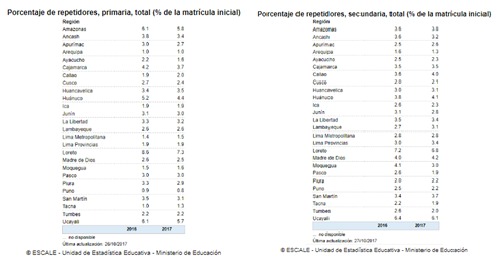 Porcentaje de repetidores, primaria, total (% de la matrícula inicial)
Región
Amazonas 6.1 5.8
Ancash 3.8 3.4
Apurímac 3.0 2.7
Arequipa 1.0 1.0
Ayacucho 2.2 1.6
Cajamarca 4.2 3.7
Callao 1.9 2.0
Cusco 2.7 2.4
Huancavelica 3.4 3.5
Huánuco 5.2 4.4
Ica 1.9 1.9
Junín 3.1 3.0
La Libertad 3.3 3.2
Lambayeque 2.6 2.6
Lima Metropolitana 1.4 1.5
Lima Provincias 1.9 1.9
Loreto 8.6 7.3
Madre de Dios 2.6 2.5
Moquegua 1.5 1.6
Pasco 3.0 3.0
Piura 3.3 2.9
Puno 0.9 0.8
San Martín 3.5 3.1
Tacna 1.0 1.3
Tumbes 2.2 2.2
Ucayali 6.1 5.7
2016 2017
... no disponible
Última actualización: 26/10/2017
© ESCALE - Unidad de Estadística Educativa - Ministerio de Educación
Porcentaje de repetidores, secundaria, total (% de la matrícula inicial)
Región
Amazonas 3.6 3.8
Ancash 3.6 3.2
Apurímac 2.5 2.6
Arequipa 1.8 1.3
Ayacucho 2.5 2.3
Cajamarca 3.5 3.5
Callao 3.6 4.0
Cusco 2.0 2.1
Huancavelica 3.0 3.1
Huánuco 3.8 4.1
Ica 2.6 2.3
Junín 3.1 2.8
La Libertad 3.5 3.4
Lambayeque 2.7 3.1
Lima Metropolitana 2.8 2.8
Lima Provincias 3.0 3.4
Loreto 7.2 6.8
Madre de Dios 4.0 4.2
Moquegua 4.1 3.0
Pasco 2.6 1.9
Piura 2.0 2.2
Puno 2.5 2.2
San Martín 3.4 3.7
Tacna 2.2 1.9
Tumbes 2.6 2.0
Ucayali 6.4 6.1
2016 2017
... no disponible
Última actualización: 27/10/2017
© ESCALE - Unidad de Estadística Educativa - Ministerio de Educación